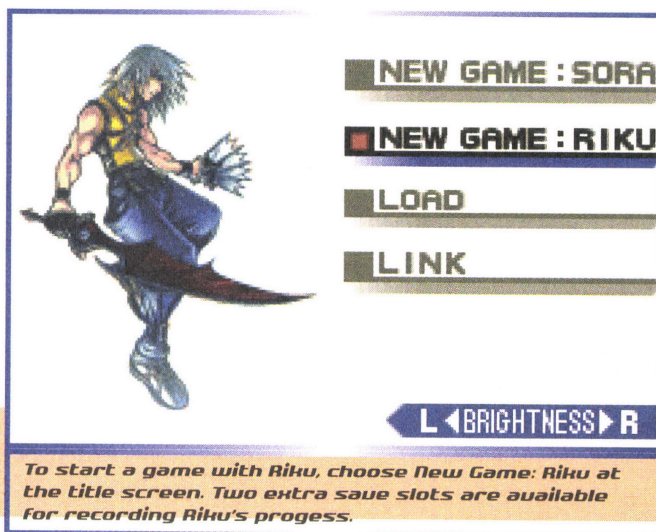 NEW GAME : SORA
NEW GAME : RIKU
LOAD
LINK
L ◀BRIGHTNESS▶ R
To start a game with Riku, choose New Game: Riku at
the title screen. Two extra save slots are available
for recording Riku's progess.